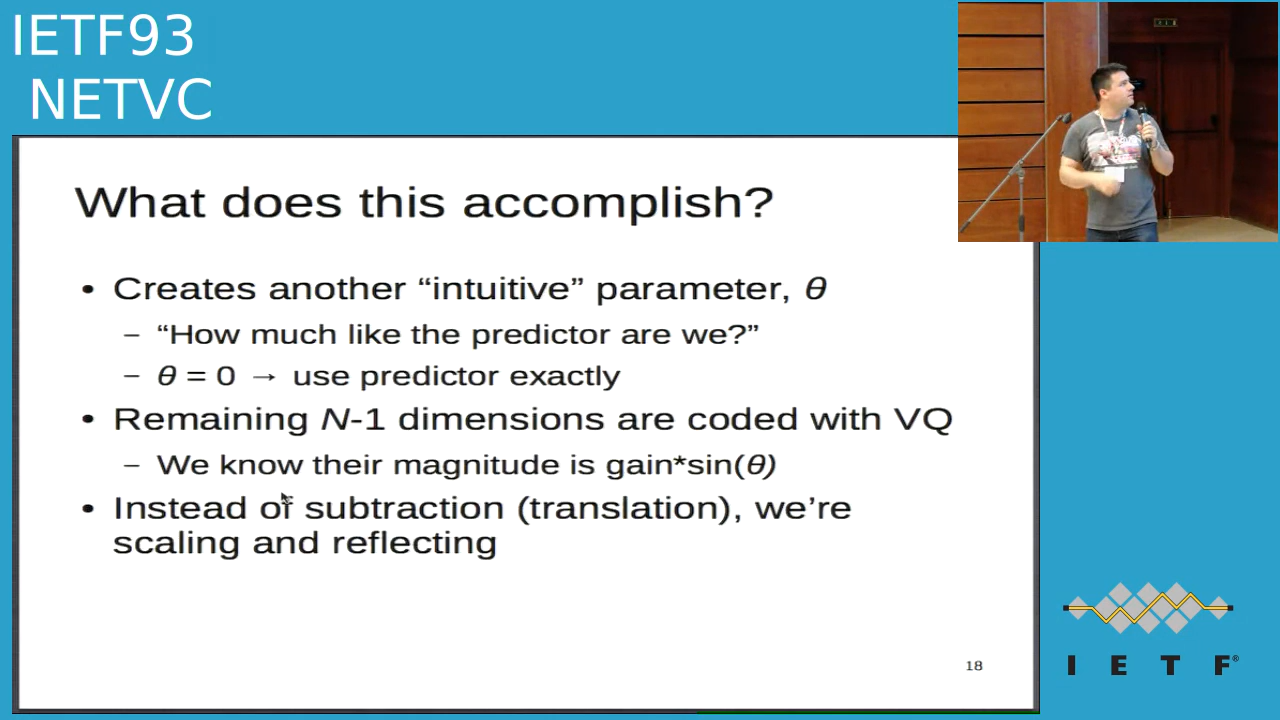 IETF93
NETVC
What does this accomplish?
• Creates another “intuitive” parameter, θ
– “How much like the predictor are we?”
– θ = 0 → use predictor exactly
• Remaining N-1 dimensions are coded with VQ
– We know their magnitude is gain*sin(θ)
• Instead of subtraction (translation), we’re
scaling and reflecting
18
I E T F®